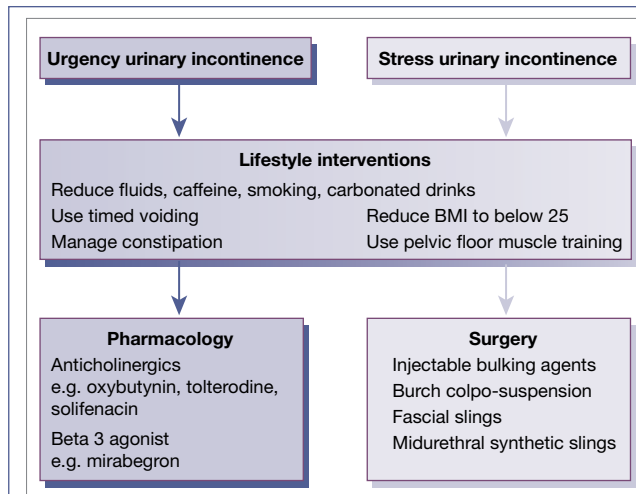 Urgency urinary incontinence
Stress urinary incontinence
Lifestyle interventions
Reduce fluids, caffeine, smoking, carbonated drinks
Use timed voiding
Reduce BMI to below 25
Manage constipation
Use pelvic floor muscle training
Pharmacology
Anticholinergics
e.g. oxybutynin, tolterodine,
solifenacin
Beta 3 agonist
e.g. mirabegron
Surgery
Injectable bulking agents
Burch colpo-suspension
Fascial slings
Midurethral synthetic slings